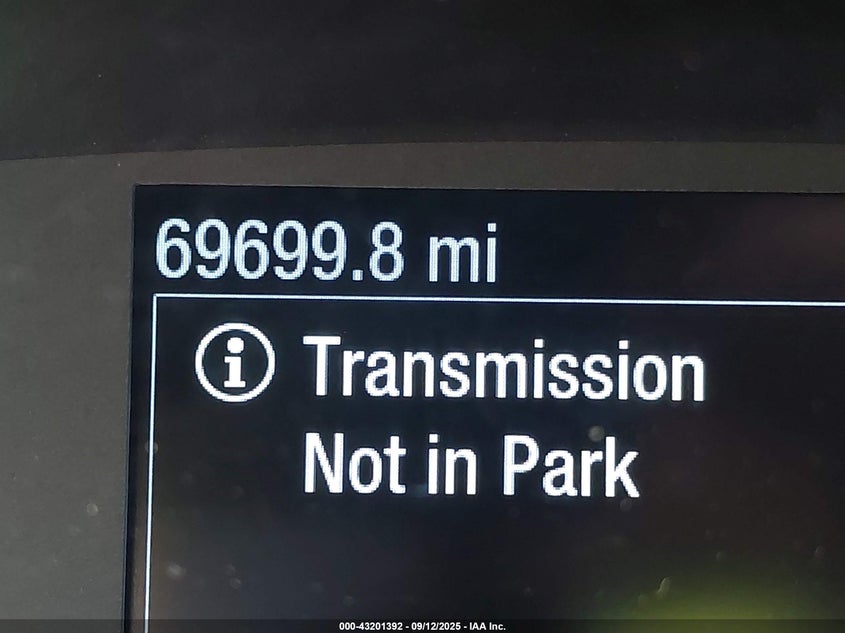 69699.8 mi
i Transmission
Not in Park
000-43201392 - 09/12/2025 - IAA Inc.